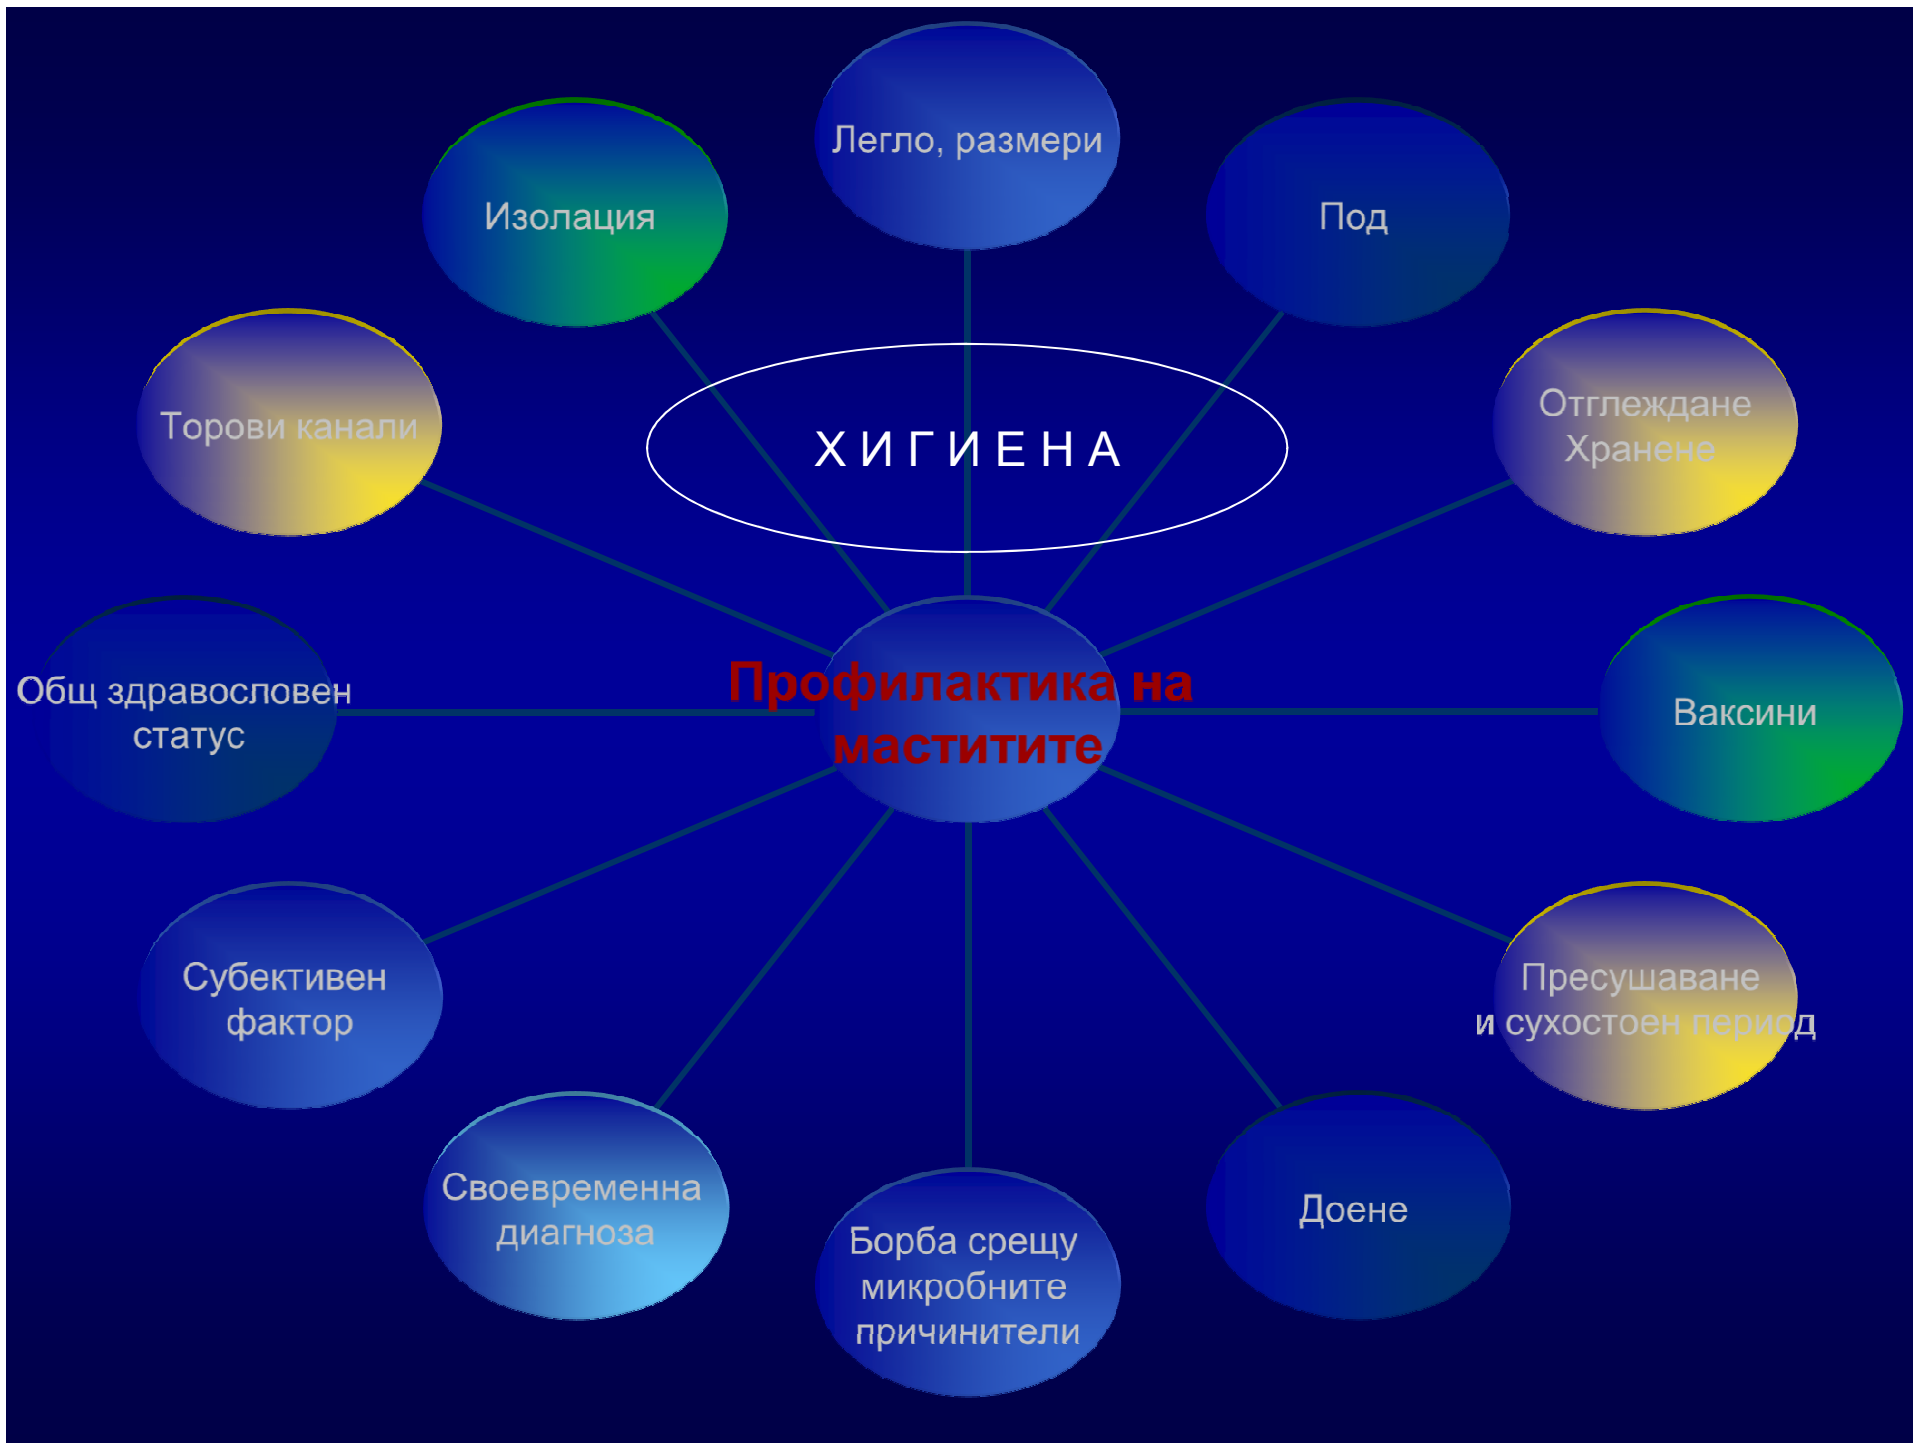 Легло, размери
Изолация
Под
Торови канали
Отглеждане
Хранене
Х И Г И Е Н А
Общ здравословен
статус
Профилактика на
маститите
Ваксини
Субективен
фактор
Пресушаване
и сухостоен период
Своевременна
диагноза
Борба срещу
микробните
причинители
Доене